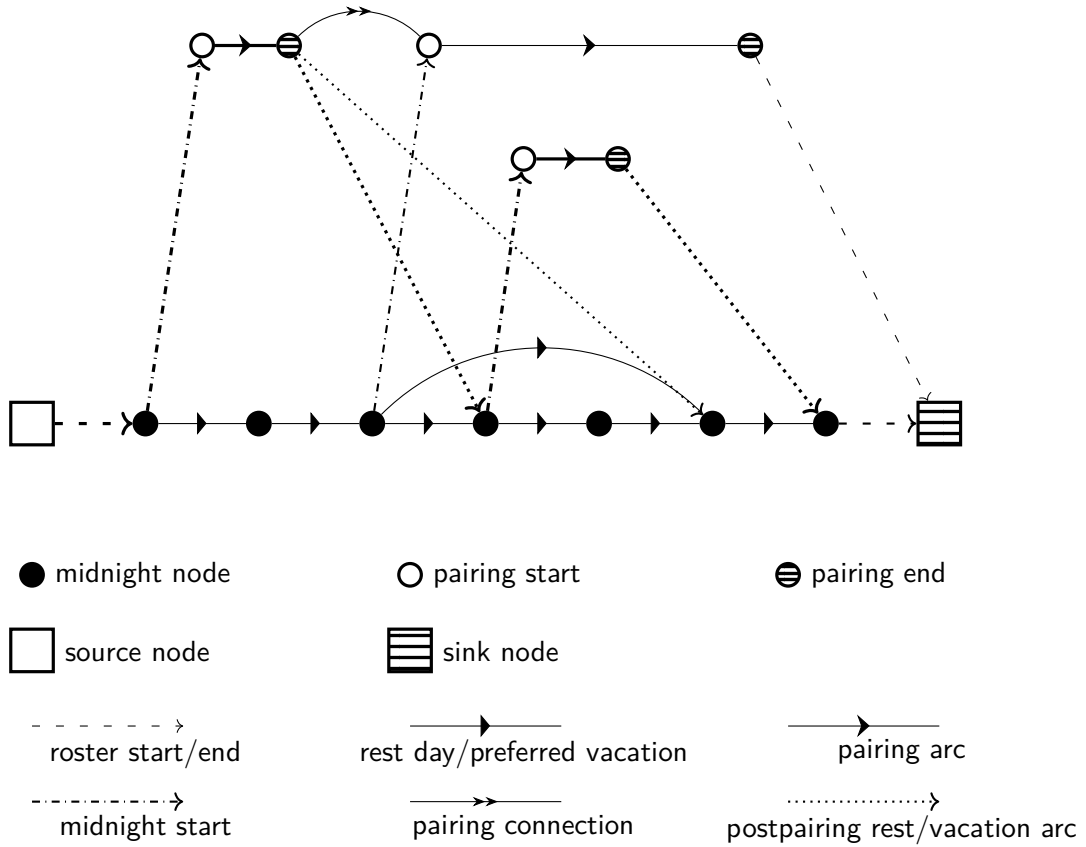 midnight node
pairing start
pairing end
source node
sink node
roster start/end
rest day/preferred vacation
pairing arc
midnight start
pairing connection
postpairing rest/vacation arc